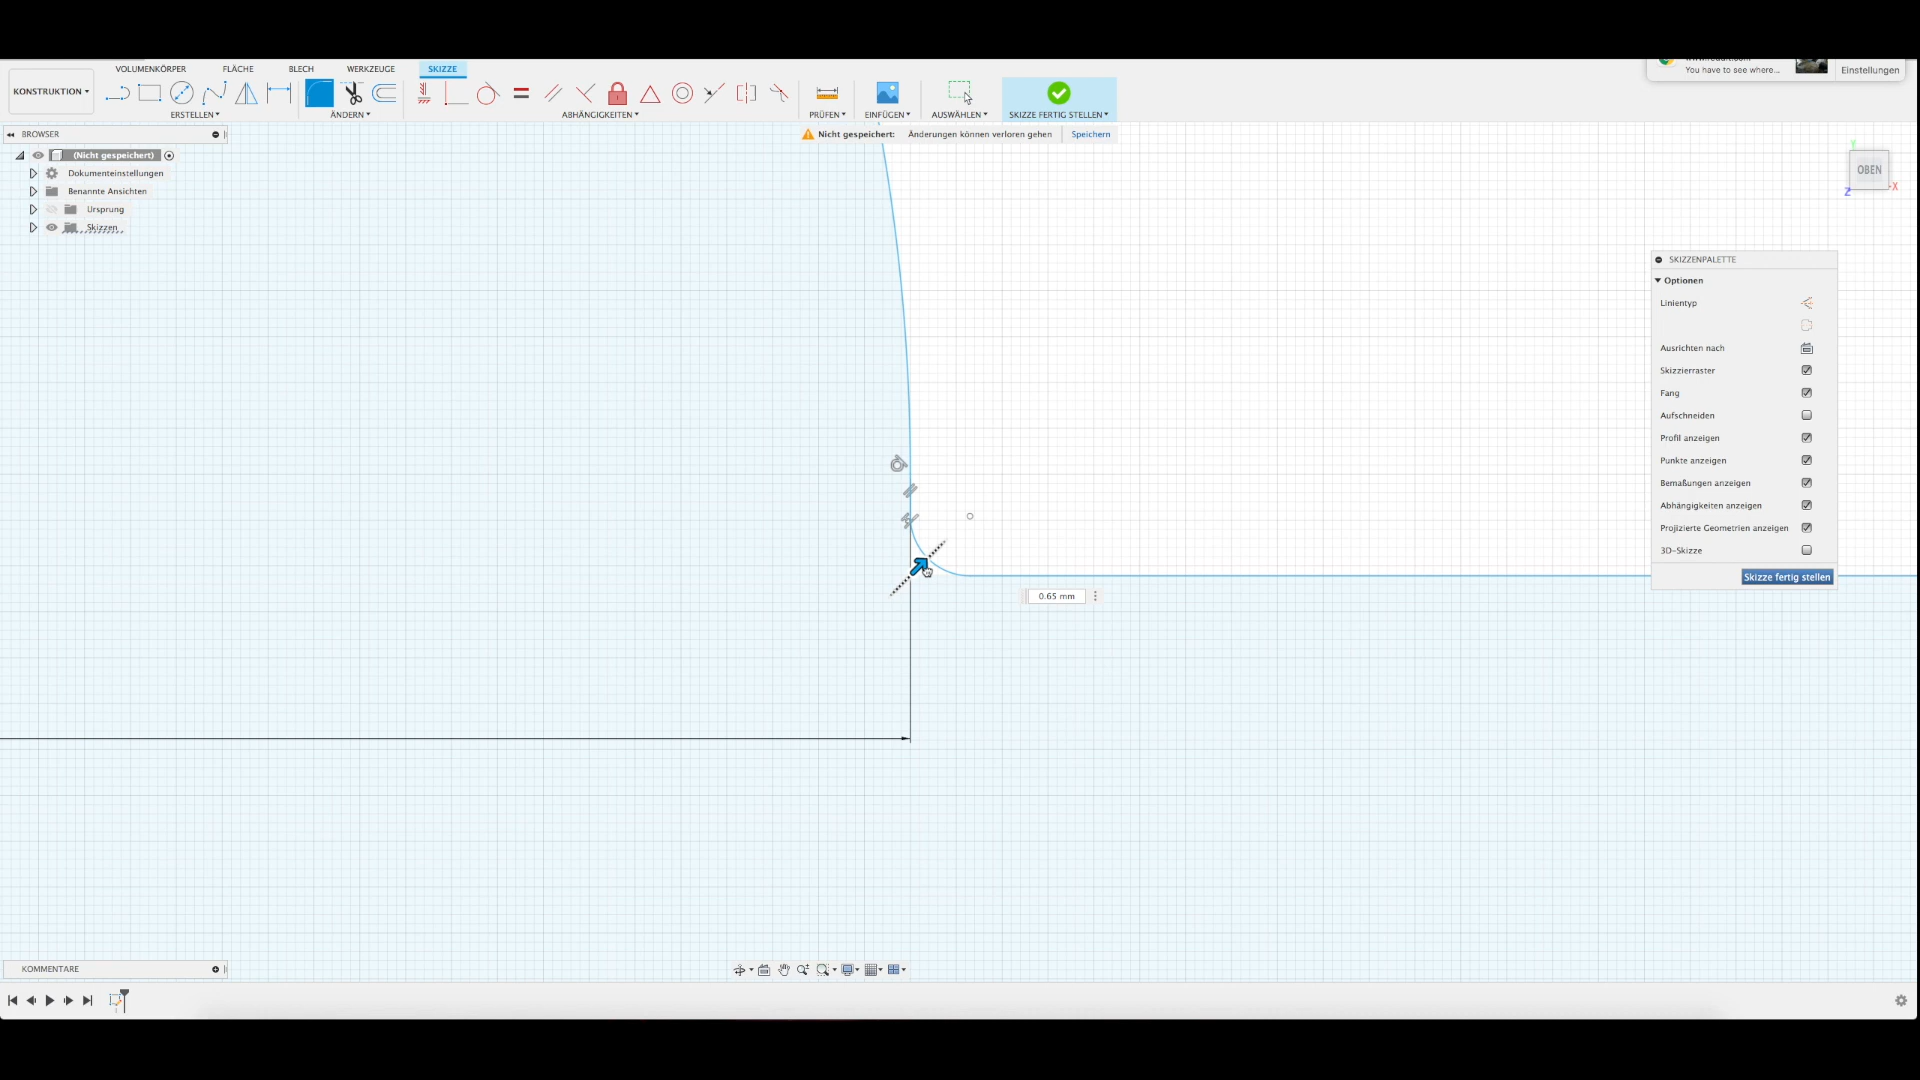 VOLUMENKÖRPER FLÄCHE BLECH WERKZEUGE SKIZZE
You have to see where... Einstellungen
KONSTRUKTION
ERSTELLEN ÄNDERN ABHÄNGIGKEITEN PRÜFEN EINFÜGEN AUSWÄHLEN SKIZZE FERTIG STELLEN
BROWSER
Nicht gespeichert: Änderungen können verloren gehen Speichern
(Nicht gespeichert)
Dokumenteinstellungen
Benannte Ansichten
Ursprung
Skizzen
OBEN
X
Z
SKIZZENPALETTE
Optionen
Linientyp
Ausrichten nach
Skizzierraster
Fang
Aufschneiden
Profil anzeigen
Punkte anzeigen
Bemaßungen anzeigen
Abhängigkeiten anzeigen
Projizierte Geometrien anzeigen
3D-Skizze
Skizze fertig stellen
0.65 mm
KOMMENTARE